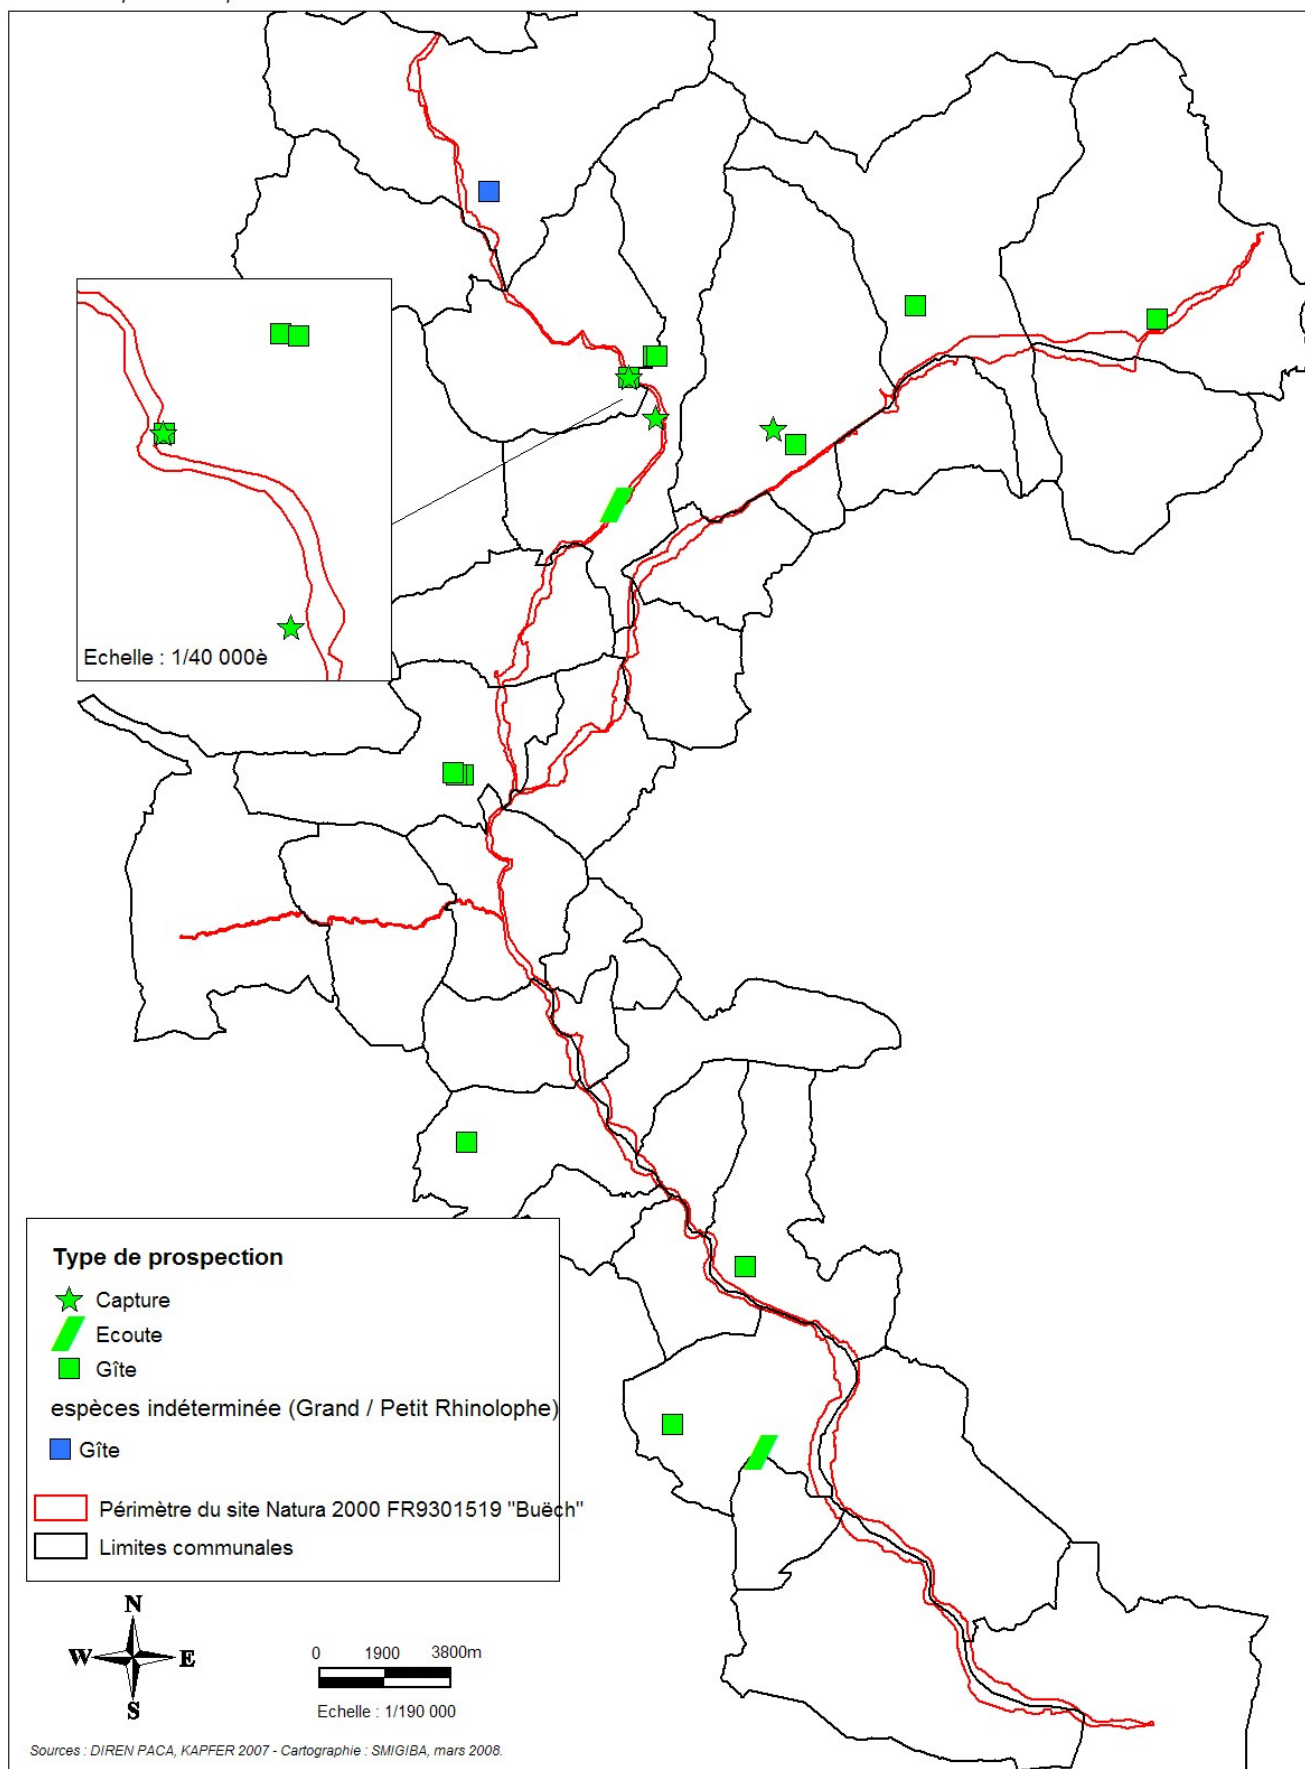 Echelle : 1/40 000è
Type de prospection
Capture
Ecoute
Gîte
espèces indéterminée (Grand / Petit Rhinolophe)
Gîte
Périmètre du site Natura 2000 FR9301519 "Buëch"
Limites communales
N
W E
S
0 1900 3800m
Echelle : 1/190 000
Sources : DIREN PACA, KAPFER 2007 - Cartographie : SMIGIBA, mars 2008.